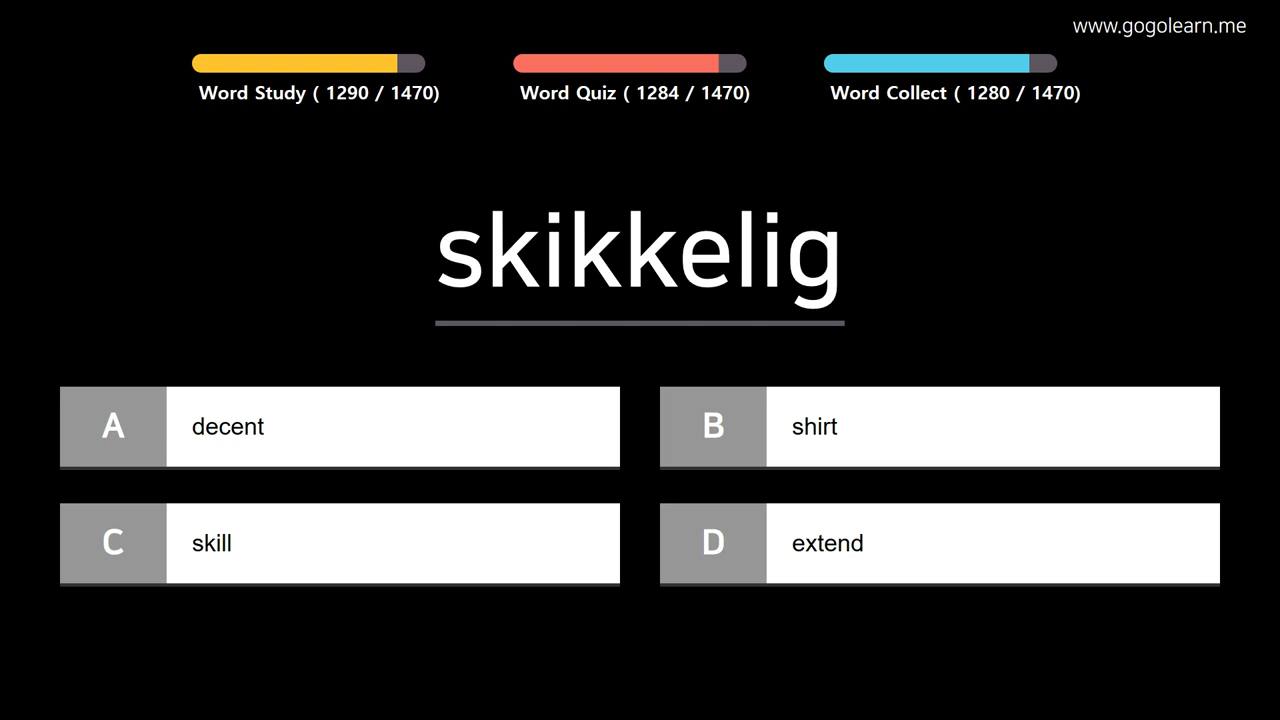 www.gogolearn.me
Word Study ( 1290 / 1470)
Word Quiz ( 1284 / 1470)
Word Collect ( 1280 / 1470)
skikkelig
A decent
B shirt
C skill
D extend